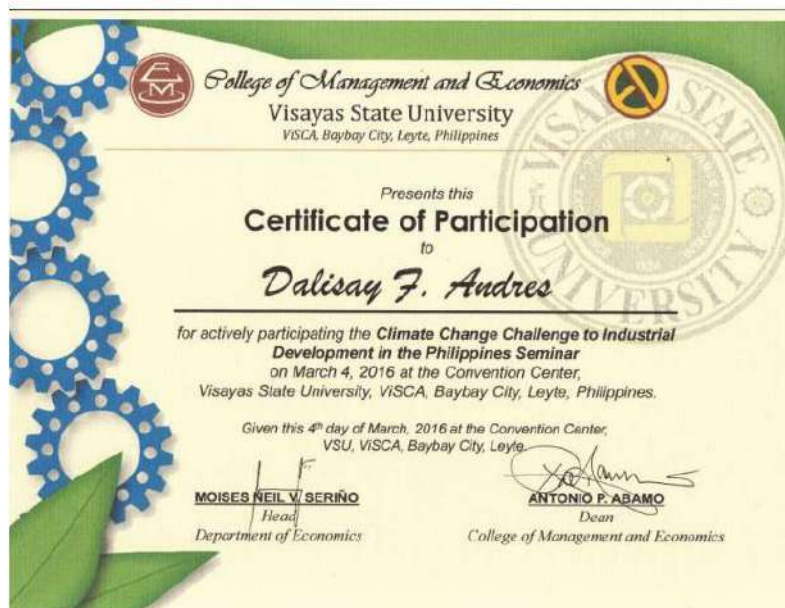 College of Management and Economics
Visayas State University
ViSCA, Baybay City, Leyte, Philippines
VISAYAS STATE UNIVERSITY
Presents this
Certificate of Participation
to
Dalisay F. Andres
for actively participating the Climate Change Challenge to Industrial
Development in the Philippines Seminar
on March 4, 2016 at the Convention Center,
Visayas State University, ViSCA, Baybay City, Leyte, Philippines.
Given this 4th day of March, 2016 at the Convention Center,
VSU, ViSCA, Baybay City, Leyte.
MOISES NEIL V. SERIÑO
Head
Department of Economics
ANTONIO P. ABAMO
Dean
College of Management and Economics